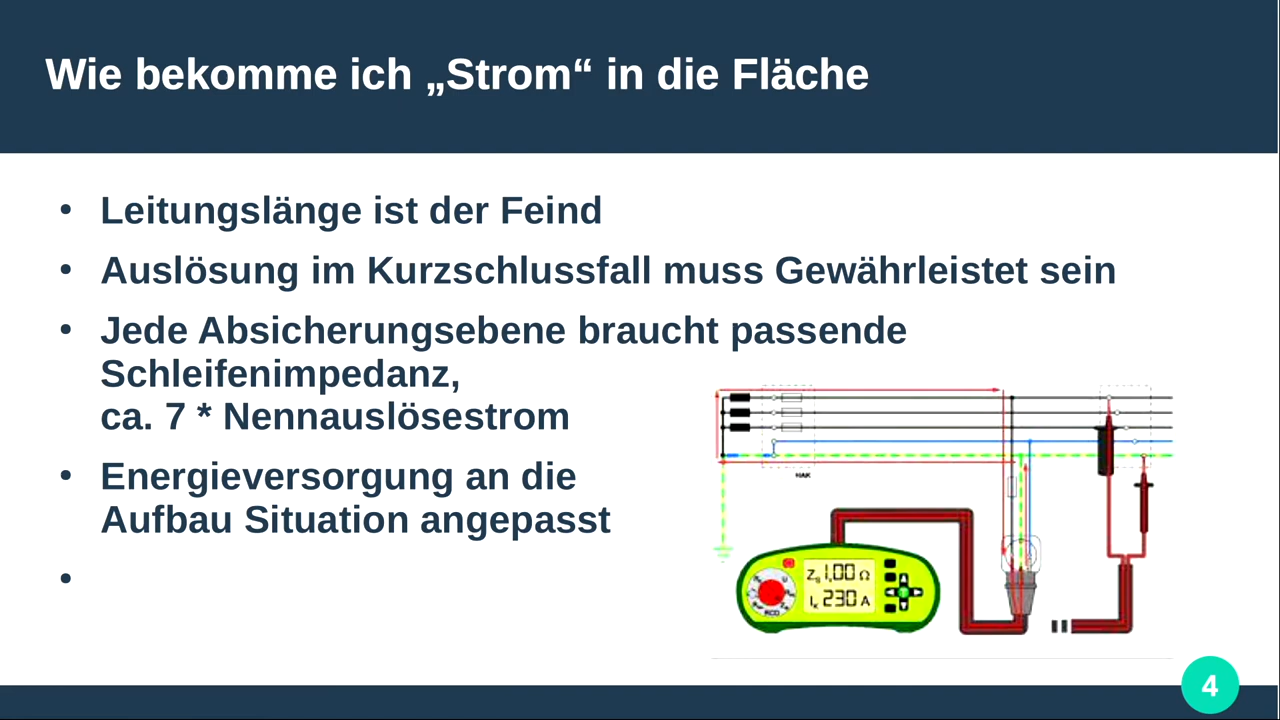 Wie bekomme ich „Strom“ in die Fläche
• Leitungslänge ist der Feind
• Auslösung im Kurzschlussfall muss Gewährleistet sein
• Jede Absicherungsebene braucht passende
Schleifenimpedanz,
ca. 7 * Nennauslösestrom
• Energieversorgung an die
Aufbau Situation angepasst
•
HAK
Zs 1,00 Ω
Ik 230 A
RCD
4